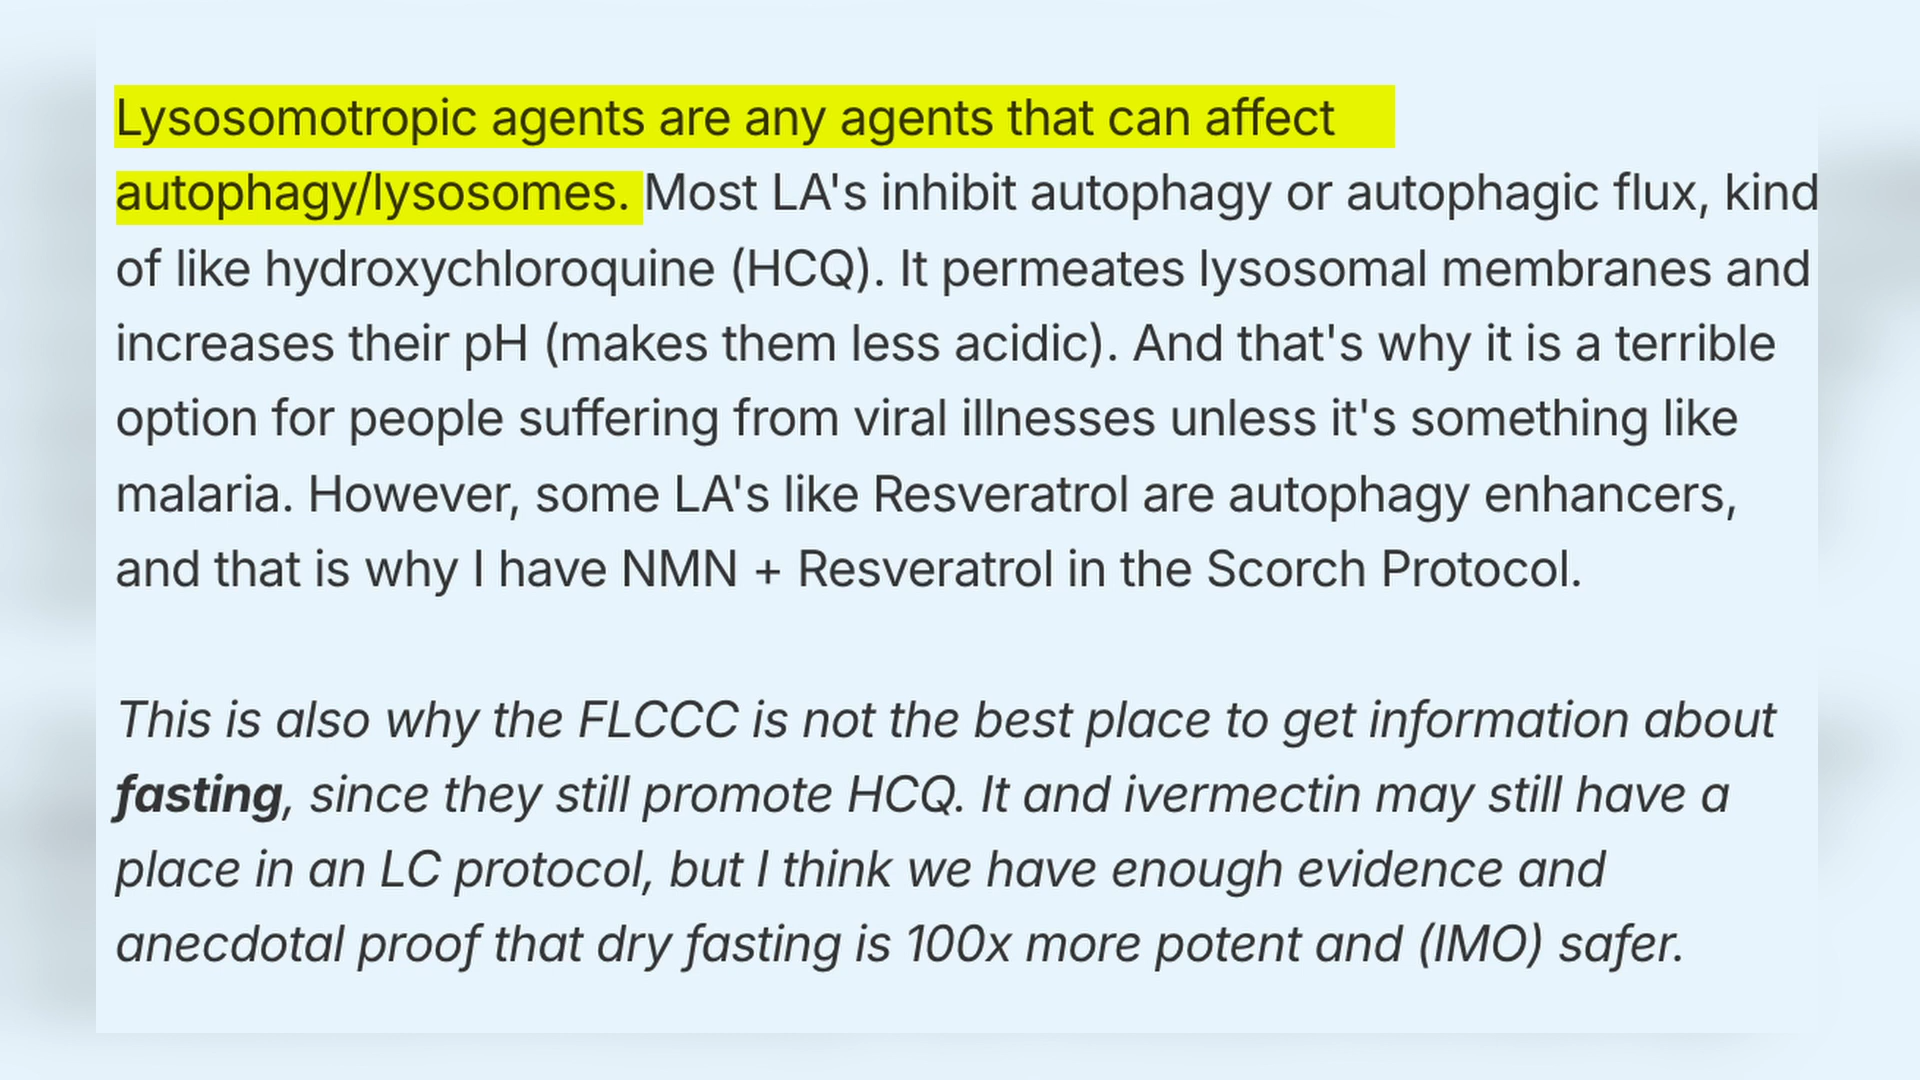 Lysosomotropic agents are any agents that can affect
autophagy/lysosomes. Most LA's inhibit autophagy or autophagic flux, kind
of like hydroxychloroquine (HCQ). It permeates lysosomal membranes and
increases their pH (makes them less acidic). And that's why it is a terrible
option for people suffering from viral illnesses unless it's something like
malaria. However, some LA's like Resveratrol are autophagy enhancers,
and that is why I have NMN + Resveratrol in the Scorch Protocol.
This is also why the FLCCC is not the best place to get information about
fasting, since they still promote HCQ. It and ivermectin may still have a
place in an LC protocol, but I think we have enough evidence and
anecdotal proof that dry fasting is 100x more potent and (IMO) safer.